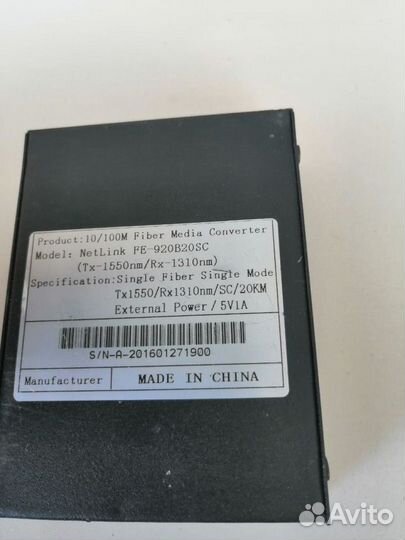 Product:10/100M Fiber Media Converter
Model: NetLink FE-920B20SC
(Tx-1550nm/Rx-1310nm)
Specification:Single Fiber Single Mode
Tx1550/Rx1310nm/SC/20KM
External Power/5V1A
S/N-A-201601271900
Manufacturer MADE IN CHINA
Avito